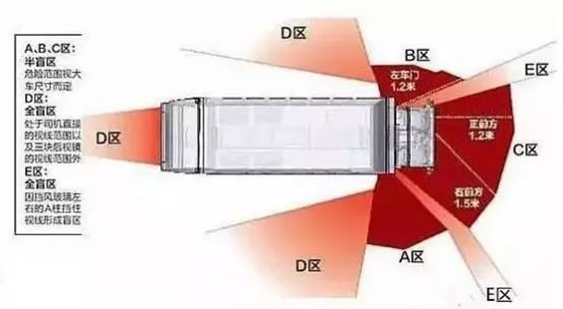 A、B、C区:
半盲区
危险范围视大
车尺寸而定
D区:
全盲区
处于司机直接
的视线范围以
及三块后视镜
的视线范围外
E区:
全盲区
因挡风玻璃左
右的A柱挡住
视线形成盲区
D区
B区
左车门
1.2米
E区
D区
正前方
1.2米
C区
右前方
1.5米
A区
D区
E区